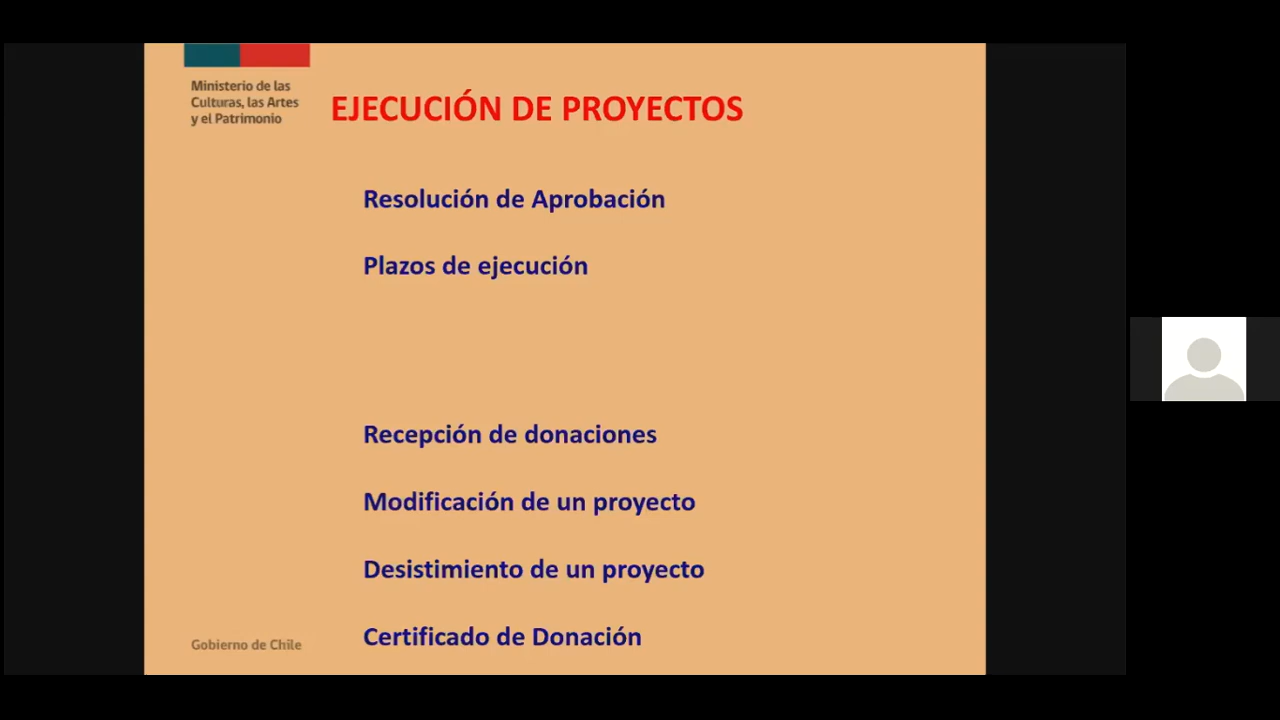 Ministerio de las
Culturas, las Artes
y el Patrimonio
EJECUCIÓN DE PROYECTOS
Resolución de Aprobación
Plazos de ejecución
Recepción de donaciones
Modificación de un proyecto
Desistimiento de un proyecto
Certificado de Donación
Gobierno de Chile